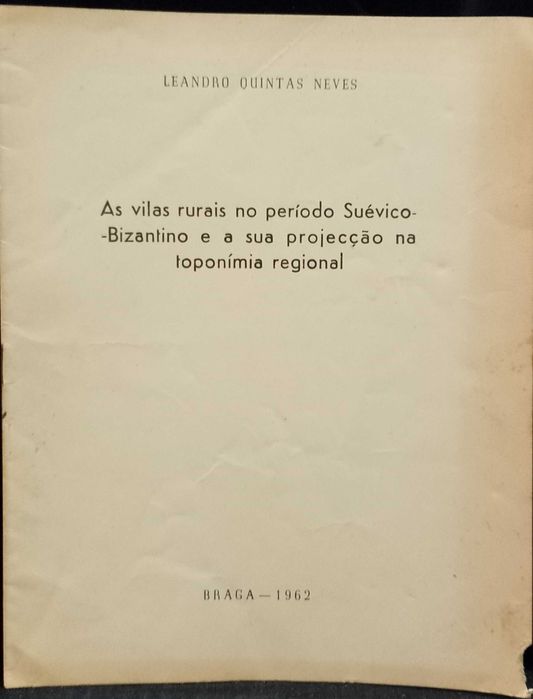 LEANDRO QUINTAS NEVES
As vilas rurais no período Suévico-
-Bizantino e a sua projecção na
toponímia regional
BRAGA — 1962